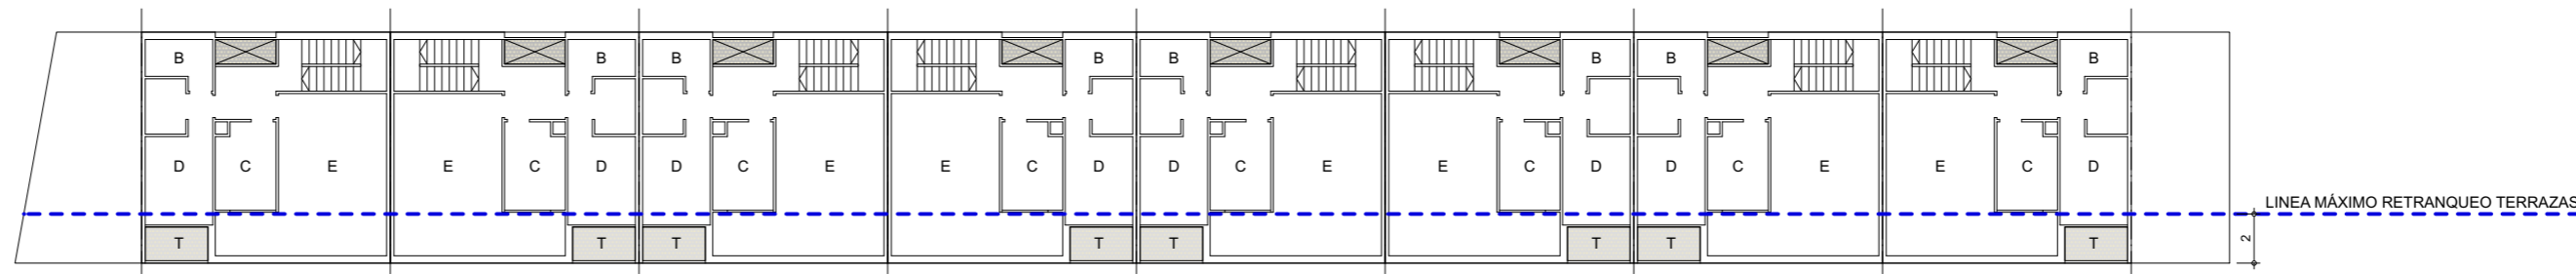 B B B B B B B B
D C E E C D D C E E C D D C E E C D D C E E C D
LINEA MÁXIMO RETRANQUEO TERRAZAS
T T T T T T T T
2